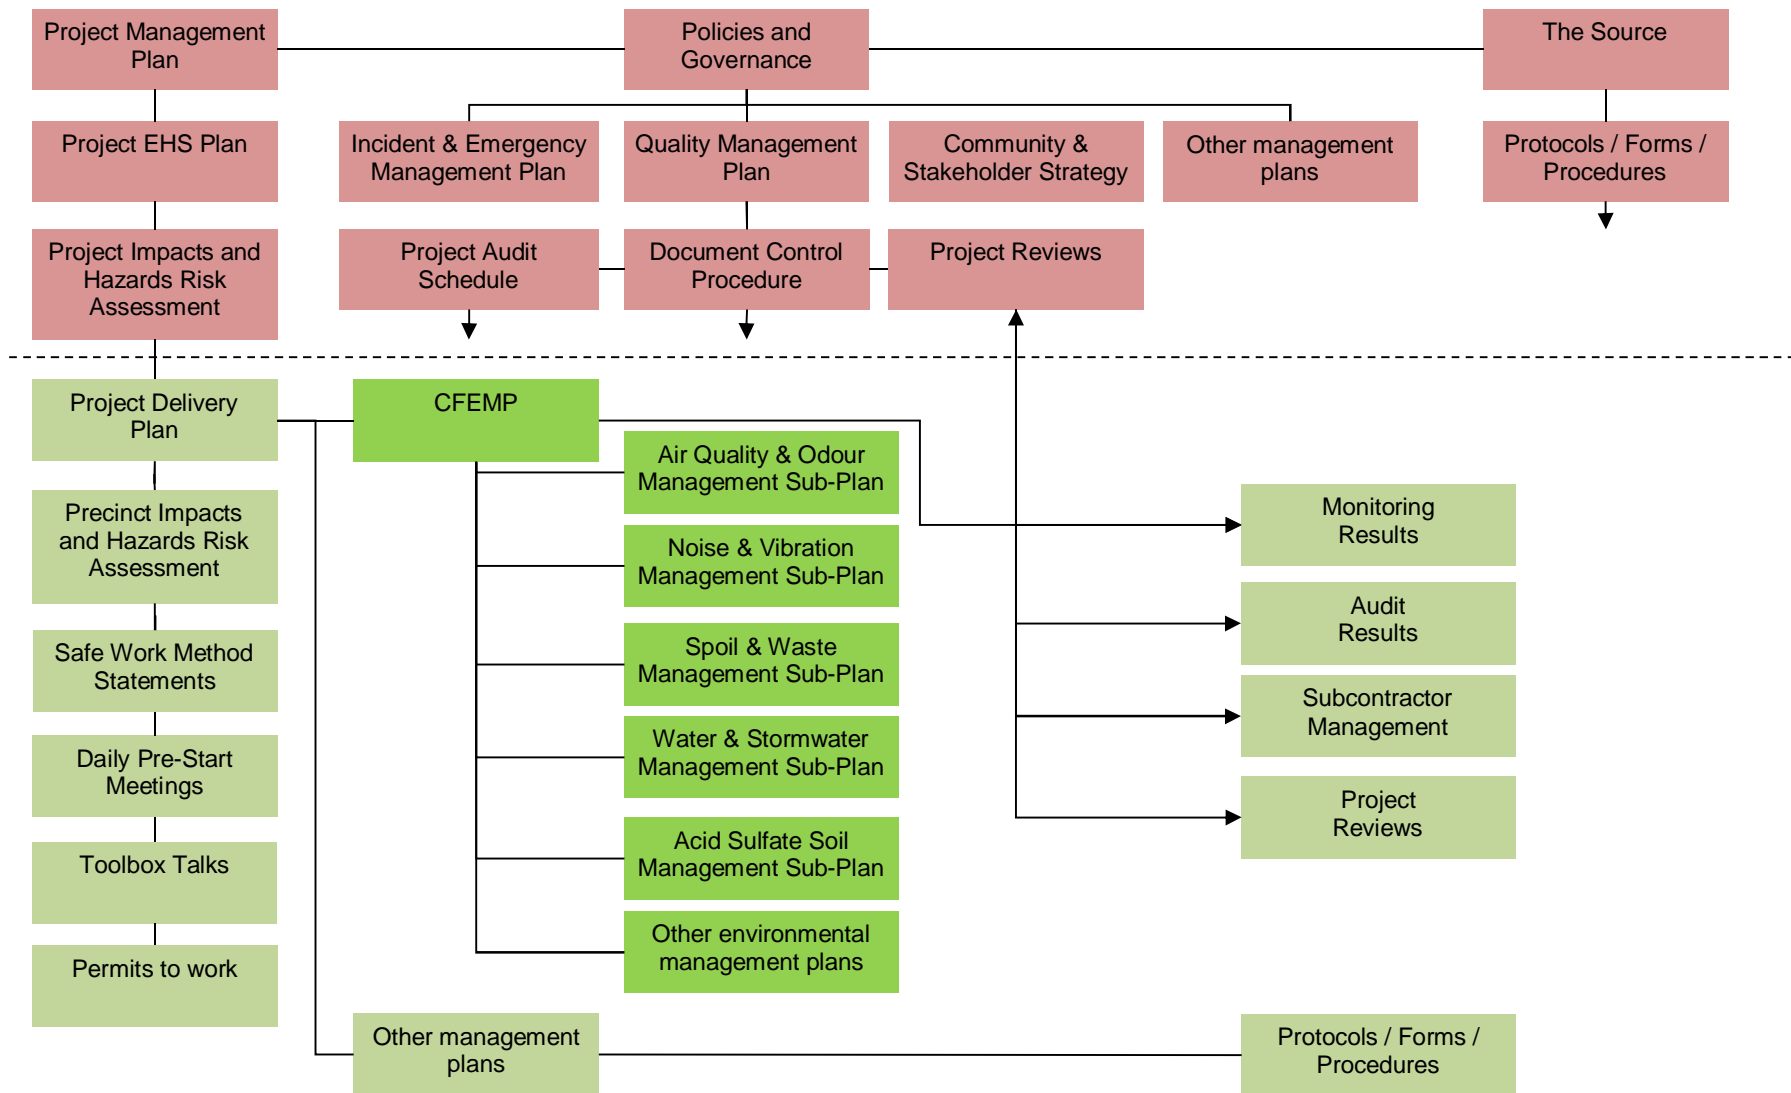 Project Management
Plan
Policies and
Governance
The Source
Project EHS Plan
Incident & Emergency
Management Plan
Quality Management
Plan
Community &
Stakeholder Strategy
Other management
plans
Protocols / Forms /
Procedures
Project Impacts and
Hazards Risk
Assessment
Project Audit
Schedule
Document Control
Procedure
Project Reviews
Project Delivery
Plan
CFEMP
Air Quality & Odour
Management Sub-Plan
Precinct Impacts
and Hazards Risk
Assessment
Monitoring
Results
Noise & Vibration
Management Sub-Plan
Audit
Results
Safe Work Method
Statements
Spoil & Waste
Management Sub-Plan
Subcontractor
Management
Daily Pre-Start
Meetings
Water & Stormwater
Management Sub-Plan
Project
Reviews
Toolbox Talks
Acid Sulfate Soil
Management Sub-Plan
Permits to work
Other environmental
management plans
Other management
plans
Protocols / Forms /
Procedures